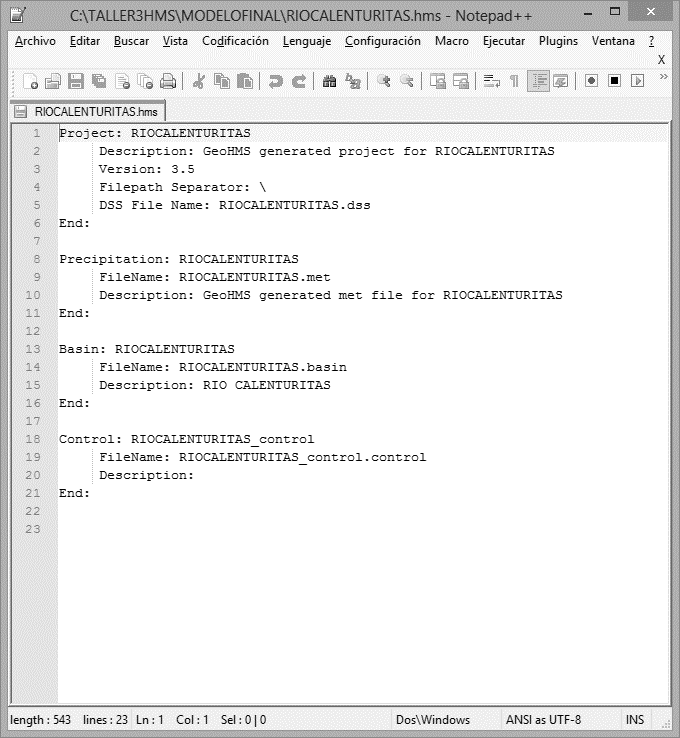 C:\TALLER3HMS\MODELOFINAL\RIOCALENTURITAS.hms - Notepad++
Archivo Editar Buscar Vista Codificación Lenguaje Configuración Macro Ejecutar Plugins Ventana ?
X
RIOCALENTURITAS.hms
1 Project: RIOCALENTURITAS
2 Description: GeoHMS generated project for RIOCALENTURITAS
3 Version: 3.5
4 Filepath Separator: \
5 DSS File Name: RIOCALENTURITAS.dss
6 End:
7
8 Precipitation: RIOCALENTURITAS
9 FileName: RIOCALENTURITAS.met
10 Description: GeoHMS generated met file for RIOCALENTURITAS
11 End:
12
13 Basin: RIOCALENTURITAS
14 FileName: RIOCALENTURITAS.basin
15 Description: RIO CALENTURITAS
16 End:
17
18 Control: RIOCALENTURITAS_control
19 FileName: RIOCALENTURITAS_control.control
20 Description:
21 End:
22
23
length : 543 lines : 23 Ln : 1 Col : 1 Sel : 0 | 0 Dos\Windows ANSI as UTF-8 INS